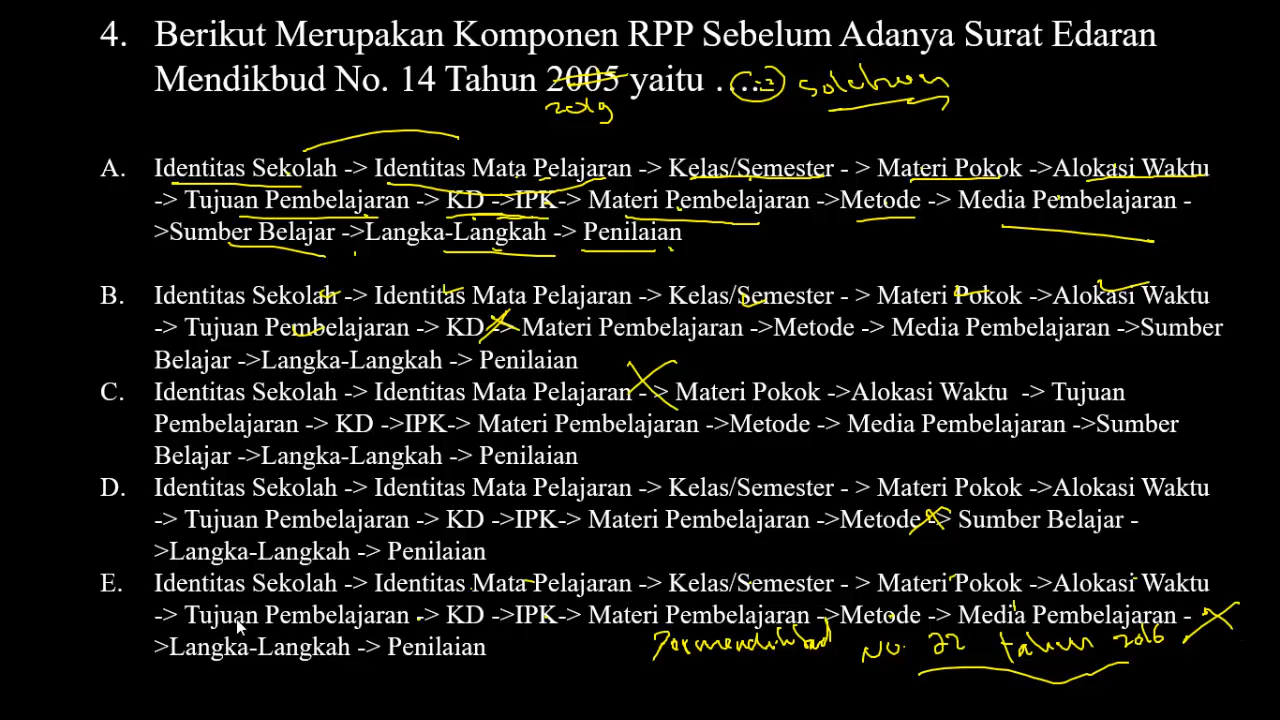 4. Berikut Merupakan Komponen RPP Sebelum Adanya Surat Edaran
Mendikbud No. 14 Tahun 2005 yaitu .....
2019
A. Identitas Sekolah -> Identitas Mata Pelajaran -> Kelas/Semester - > Materi Pokok ->Alokasi Waktu
-> Tujuan Pembelajaran -> KD ->IPK-> Materi Pembelajaran ->Metode -> Media Pembelajaran -
>Sumber Belajar ->Langka-Langkah -> Penilaian
B. Identitas Sekolah -> Identitas Mata Pelajaran -> Kelas/Semester - > Materi Pokok ->Alokasi Waktu
-> Tujuan Pembelajaran -> KD -> Materi Pembelajaran ->Metode -> Media Pembelajaran ->Sumber
Belajar ->Langka-Langkah -> Penilaian
C. Identitas Sekolah -> Identitas Mata Pelajaran - > Materi Pokok ->Alokasi Waktu -> Tujuan
Pembelajaran -> KD ->IPK-> Materi Pembelajaran ->Metode -> Media Pembelajaran ->Sumber
Belajar ->Langka-Langkah -> Penilaian
D. Identitas Sekolah -> Identitas Mata Pelajaran -> Kelas/Semester - > Materi Pokok ->Alokasi Waktu
-> Tujuan Pembelajaran -> KD ->IPK-> Materi Pembelajaran ->Metode -> Sumber Belajar -
>Langka-Langkah -> Penilaian
E. Identitas Sekolah -> Identitas Mata Pelajaran -> Kelas/Semester - > Materi Pokok ->Alokasi Waktu
-> Tujuan Pembelajaran -> KD ->IPK-> Materi Pembelajaran ->Metode -> Media Pembelajaran -
>Langka-Langkah -> Penilaian
Permendikbud No. 22 tahun 2016